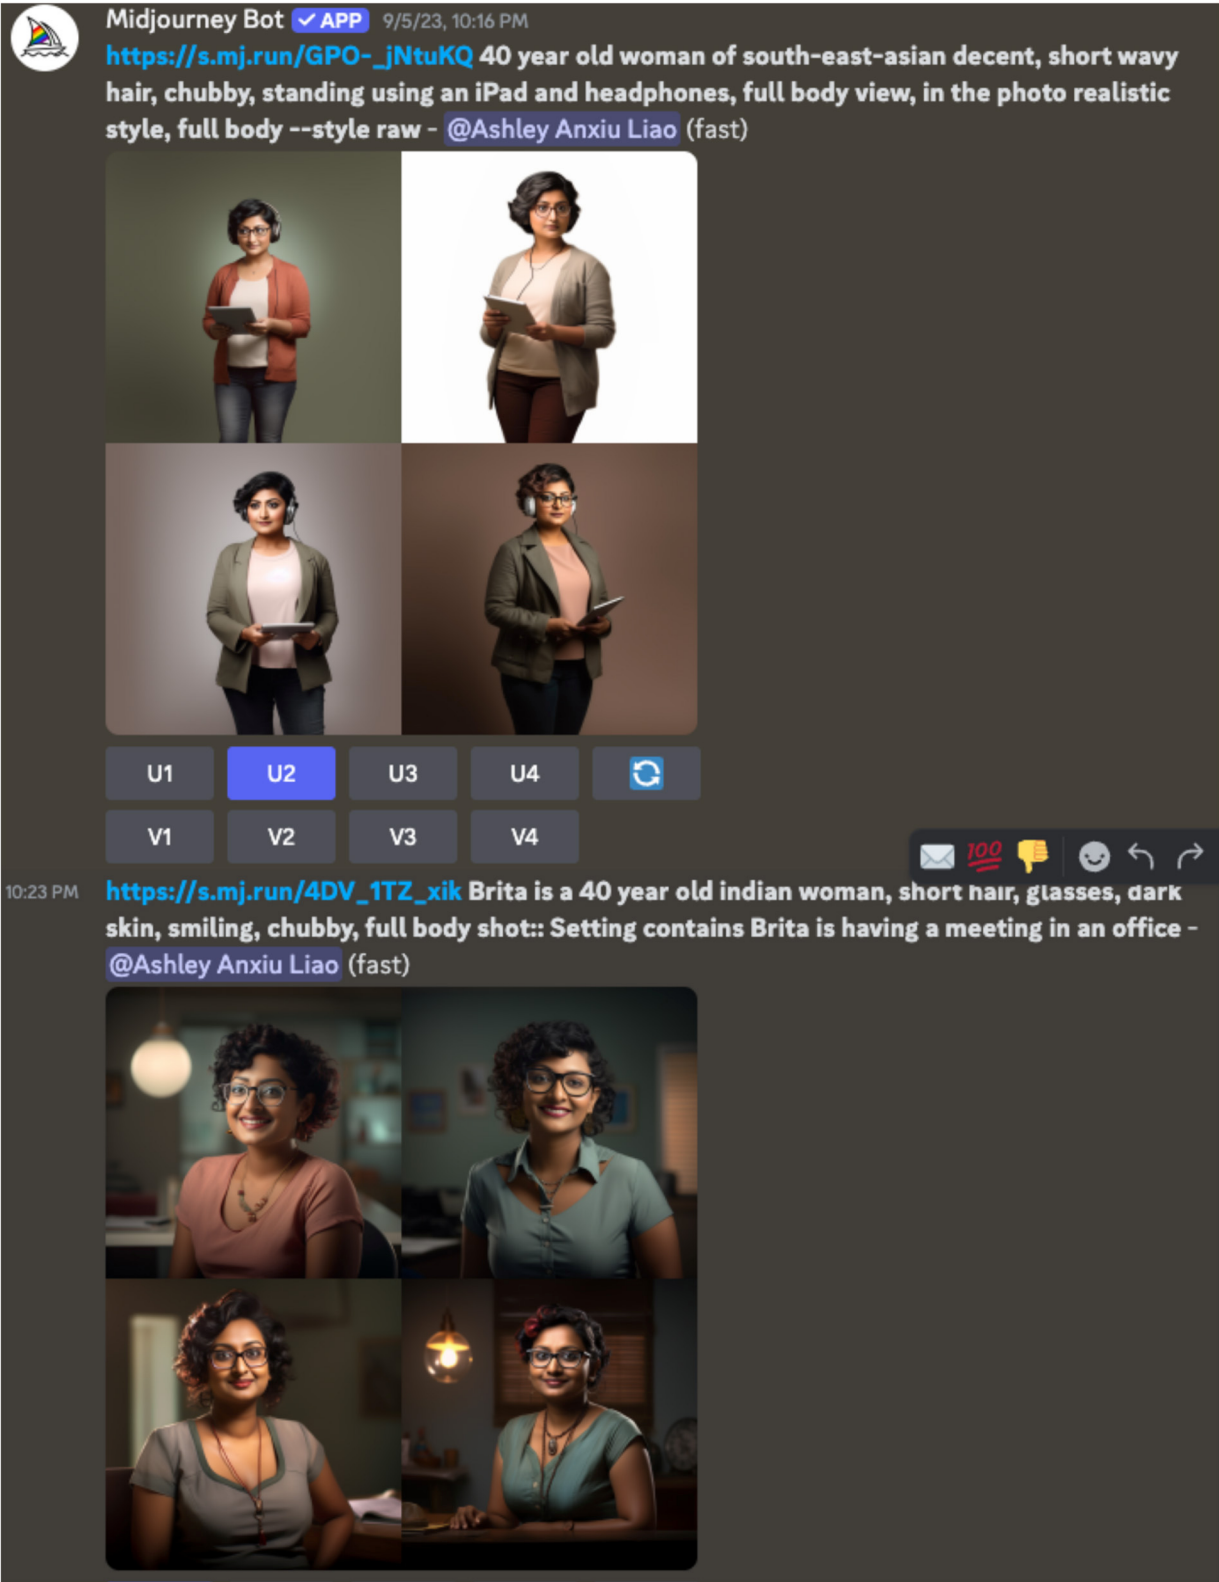 Midjourney Bot ✓ APP 9/5/23, 10:16 PM
https://s.mj.run/GPO-_jNtuKQ 40 year old woman of south-east-asian decent, short wavy
hair, chubby, standing using an iPad and headphones, full body view, in the photo realistic
style, full body --style raw - @Ashley Anxiu Liao (fast)
U1 U2 U3 U4
V1 V2 V3 V4
100
10:23 PM https://s.mj.run/4DV_1TZ_xik Brita is a 40 year old indian woman, short hair, glasses, dark
skin, smiling, chubby, full body shot:: Setting contains Brita is having a meeting in an office -
@Ashley Anxiu Liao (fast)